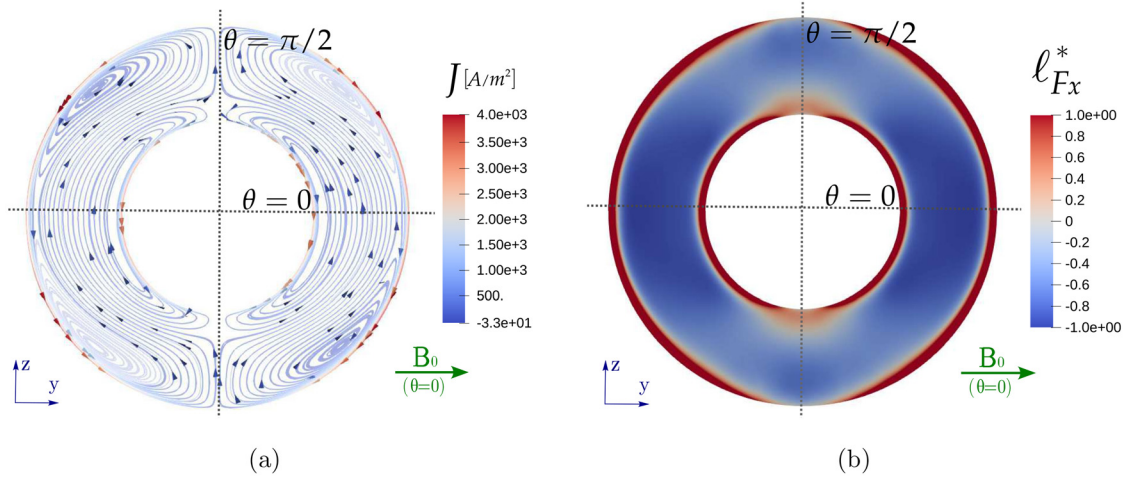 θ = π/2
J [A/m²]
4.0e+03
3.50e+3
3.00e+3
2.50e+3
2.00e+3
1.50e+3
1.00e+3
500.
-3.3e+01
θ = 0
z
y
B₀
(θ=0)
(a)
θ = π/2
ℓ*Fx
1.0e+00
0.8
0.6
0.4
0.2
0
-0.2
-0.4
-0.6
-0.8
-1.0e+00
θ = 0
z
y
B₀
(θ=0)
(b)